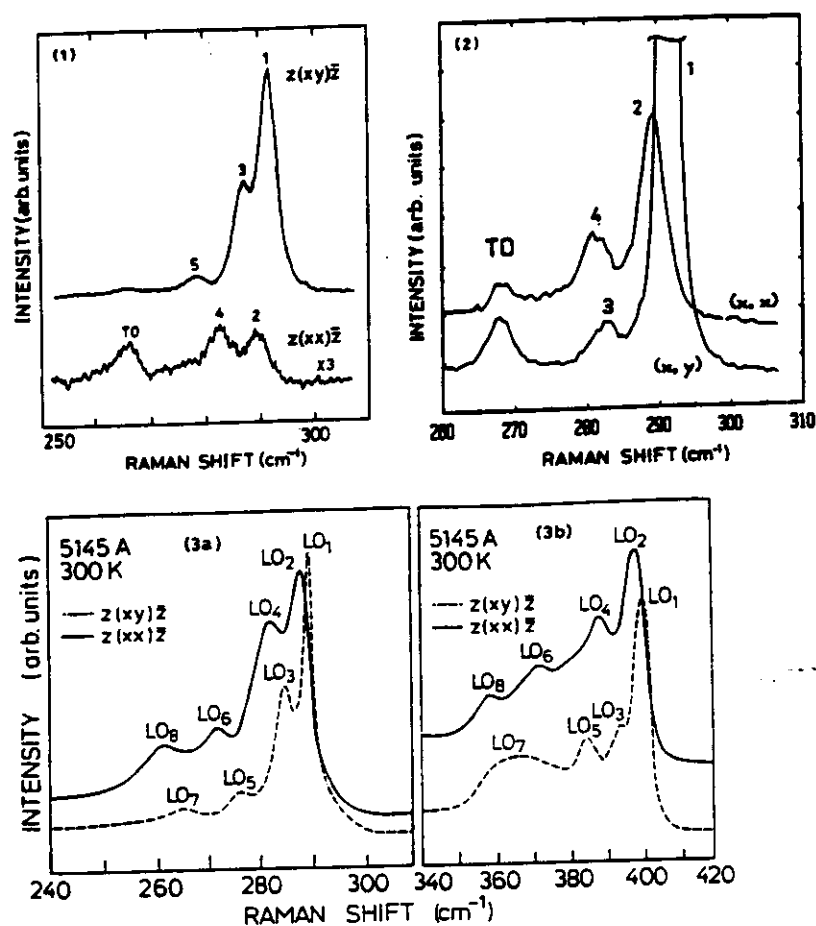 (1)
1
z(xy)z̄
3
5
TO
4
2
z(xx)z̄
x3
INTENSITY (arb. units)
250
300
RAMAN SHIFT (cm⁻¹)
(2)
1
2
4
TO
3
(x,x)
(x,y)
INTENSITY (arb. units)
260
270
280
290
300
310
RAMAN SHIFT (cm⁻¹)
5145 A
300 K
(3a)
LO₁
LO₂
--- z(xy)z̄
— z(xx)z̄
LO₄
LO₃
LO₈
LO₆
LO₇
LO₅
INTENSITY (arb. units)
240
260
280
300
5145 A
300 K
(3b)
LO₂
LO₁
--- z(xy)z̄
— z(xx)z̄
LO₄
LO₆
LO₈
LO₅
LO₃
LO₇
340
360
380
400
420
RAMAN SHIFT (cm⁻¹)